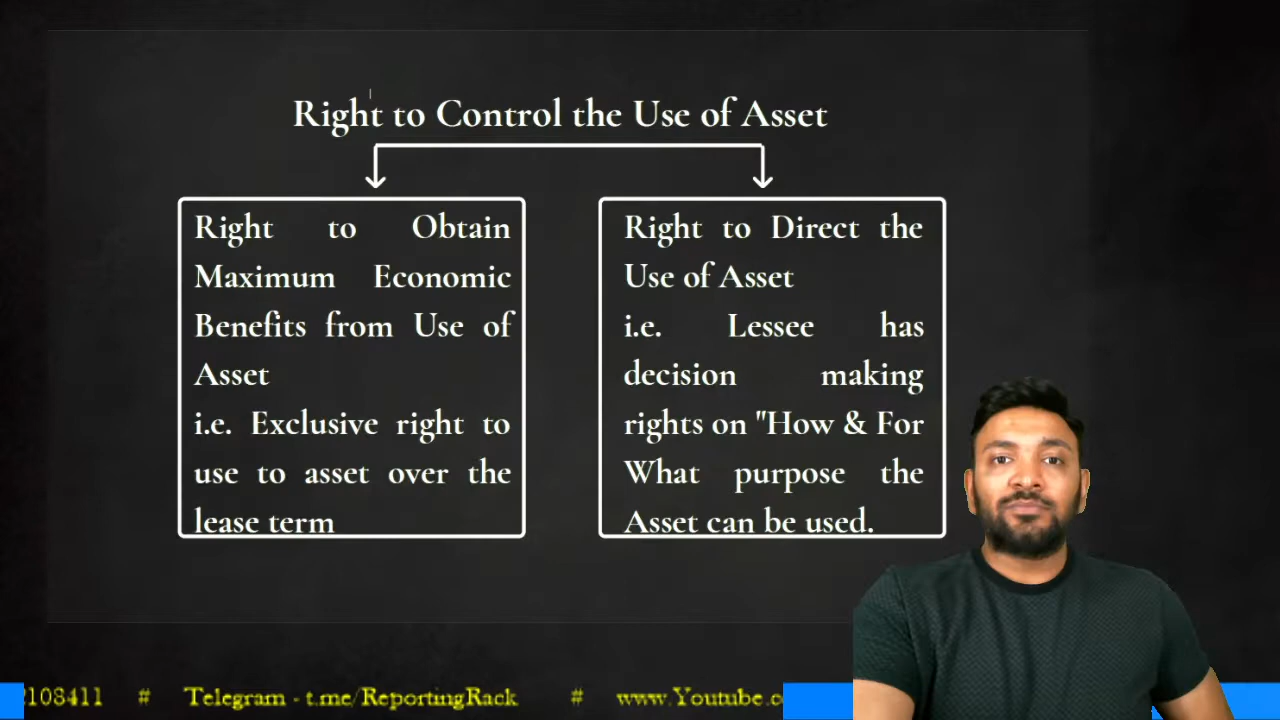 Right to Control the Use of Asset
Right to Obtain
Maximum Economic
Benefits from Use of
Asset
i.e. Exclusive right to
use to asset over the
lease term
Right to Direct the
Use of Asset
i.e. Lessee has
decision making
rights on "How & For
What purpose the
Asset can be used.
108411 # Telegram - t.me/ReportingRack # www.Youtube.c